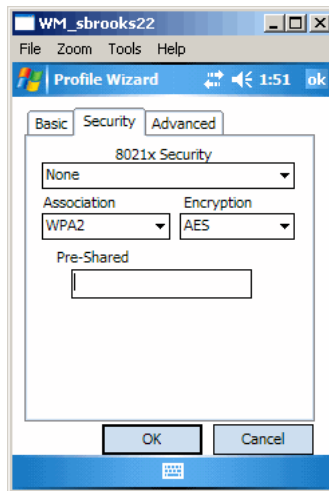 WM_sbrooks22
File Zoom Tools Help
Profile Wizard 1:51 ok
Basic Security Advanced
8021x Security
None
Association Encryption
WPA2 AES
Pre-Shared
OK Cancel